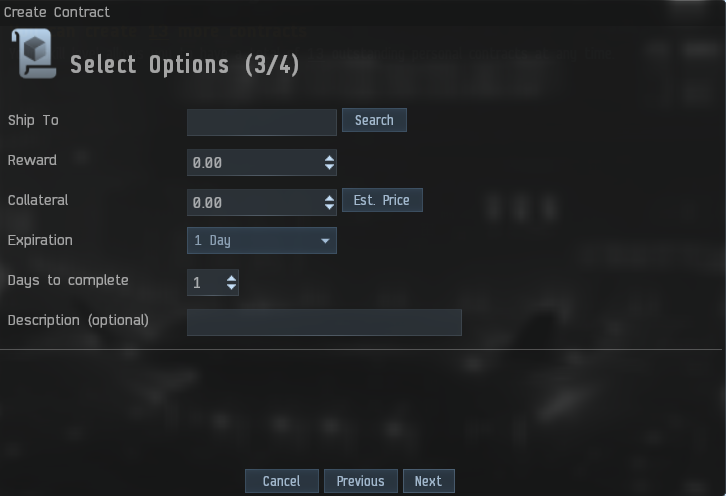 Create Contract
Select Options (3/4)
Ship To
Search
Reward
0.00
Collateral
0.00
Est. Price
Expiration
1 Day
Days to complete
1
Description (optional)
Cancel
Previous
Next